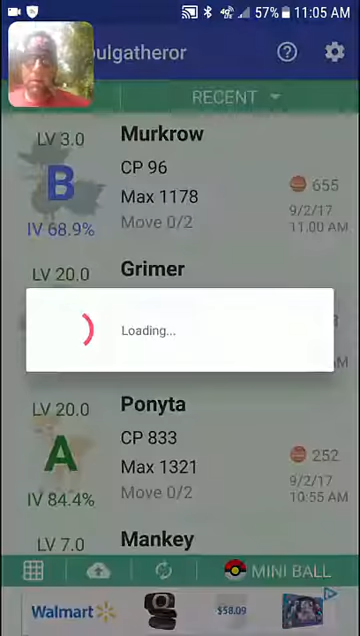 57% 11:05 AM
oulgatheror
RECENT
LV 3.0
Murkrow
B
CP 96
Max 1178
655
Move 0/2
9/2/17
11:00 AM
IV 68.9%
LV 20.0
Grimer
Loading...
LV 20.0
Ponyta
A
CP 833
Max 1321
252
Move 0/2
9/2/17
10:55 AM
IV 84.4%
LV 7.0
Mankey
MINI BALL
Walmart
$58.09